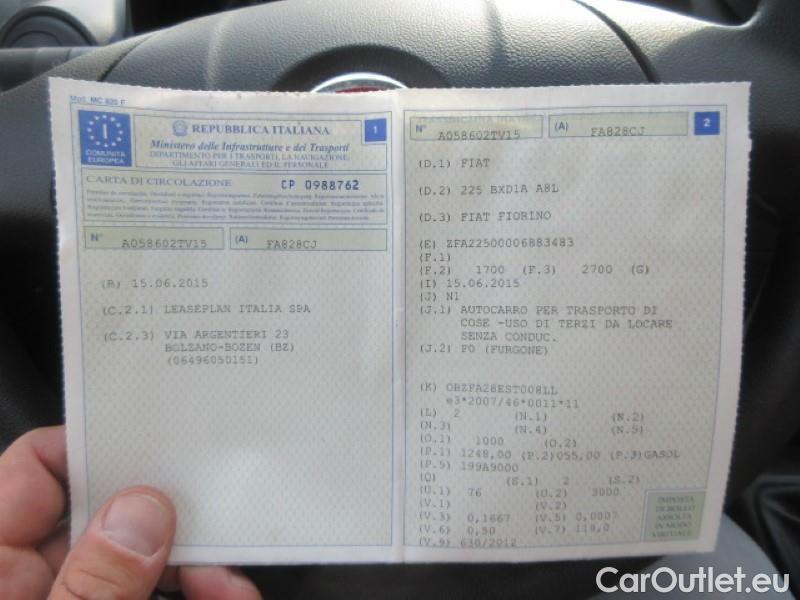 Mod. MC 820 F
I
COMUNITÀ
EUROPEA
REPUBBLICA ITALIANA
1
Ministero delle Infrastrutture e dei Trasporti
DIPARTIMENTO PER I TRASPORTI, LA NAVIGAZIONE,
GLI AFFARI GENERALI ED IL PERSONALE
CARTA DI CIRCOLAZIONE CP 0988762
N° A058602TV15 (A) FA828CJ
(B) 15.06.2015
(C.2.1) LEASEPLAN ITALIA SPA
(C.2.3) VIA ARGENTIERI 23
BOLZANO-BOZEN (BZ)
(06496050151)
N° A058602TV15 (A) FA828CJ 2
(D.1) FIAT
(D.2) 225 BXD1A A8L
(D.3) FIAT FIORINO
(E) ZFA22500006883483
(F.1)
(F.2) 1700 (F.3) 2700 (G)
(I) 15.06.2015
(J) N1
(J.1) AUTOCARRO PER TRASPORTO DI
COSE -USO DI TERZI DA LOCARE
SENZA CONDUC.
(J.2) F0 (FURGONE)
(K) OBZFA28EST008LL
e3*2007/46*0011*11
(L) 2 (N.1) (N.2)
(N.3) (N.4) (N.5)
(O.1) 1000 (O.2)
(P.1) 1248,00 (P.2)055,00 (P.3)GASOL
(P.5) 199A9000
(Q) (S.1) 2 (S.2)
(U.1) 76 (U.2) 3000
(V.1) (V.2)
(V.3) 0,1667 (V.5) 0,0007
(V.6) 0,50 (V.7) 119,0
(V.9) 630/2012
IMPOSTA
DI BOLLO
ASSOLTA
IN MODO
VIRTUALE
CarOutlet.eu